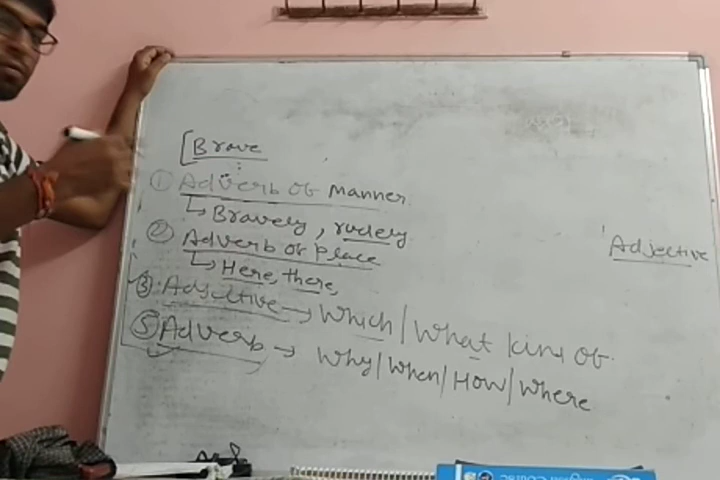 [Brave
① Adverb of manner.
↳ Bravely, rudely
② Adverb of place
↳ Here, there,
③ Adjective → Which/What kind of.
⑤ Adverb → Why/When/How/Where
Adjective